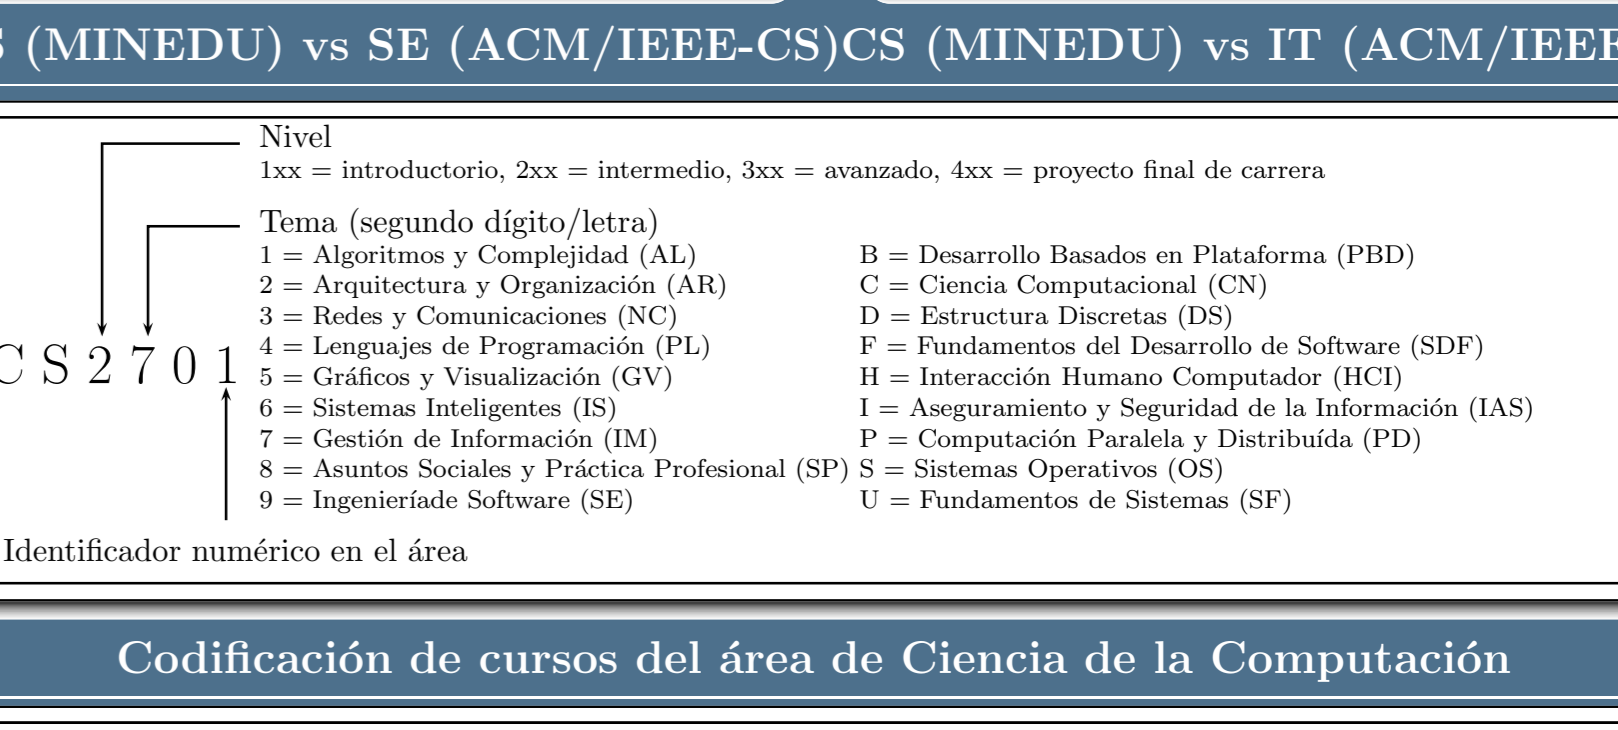 S (MINEDU) vs SE (ACM/IEEE-CS)CS (MINEDU) vs IT (ACM/IEEE
Nivel
1xx = introductorio, 2xx = intermedio, 3xx = avanzado, 4xx = proyecto final de carrera
Tema (segundo dígito/letra)
1 = Algoritmos y Complejidad (AL)
2 = Arquitectura y Organización (AR)
3 = Redes y Comunicaciones (NC)
4 = Lenguajes de Programación (PL)
5 = Gráficos y Visualización (GV)
6 = Sistemas Inteligentes (IS)
7 = Gestión de Información (IM)
8 = Asuntos Sociales y Práctica Profesional (SP)
9 = Ingenieríade Software (SE)
B = Desarrollo Basados en Plataforma (PBD)
C = Ciencia Computacional (CN)
D = Estructura Discretas (DS)
F = Fundamentos del Desarrollo de Software (SDF)
H = Interacción Humano Computador (HCI)
I = Aseguramiento y Seguridad de la Información (IAS)
P = Computación Paralela y Distribuída (PD)
S = Sistemas Operativos (OS)
U = Fundamentos de Sistemas (SF)
C S 2 7 0 1
Identificador numérico en el área
Codificación de cursos del área de Ciencia de la Computación